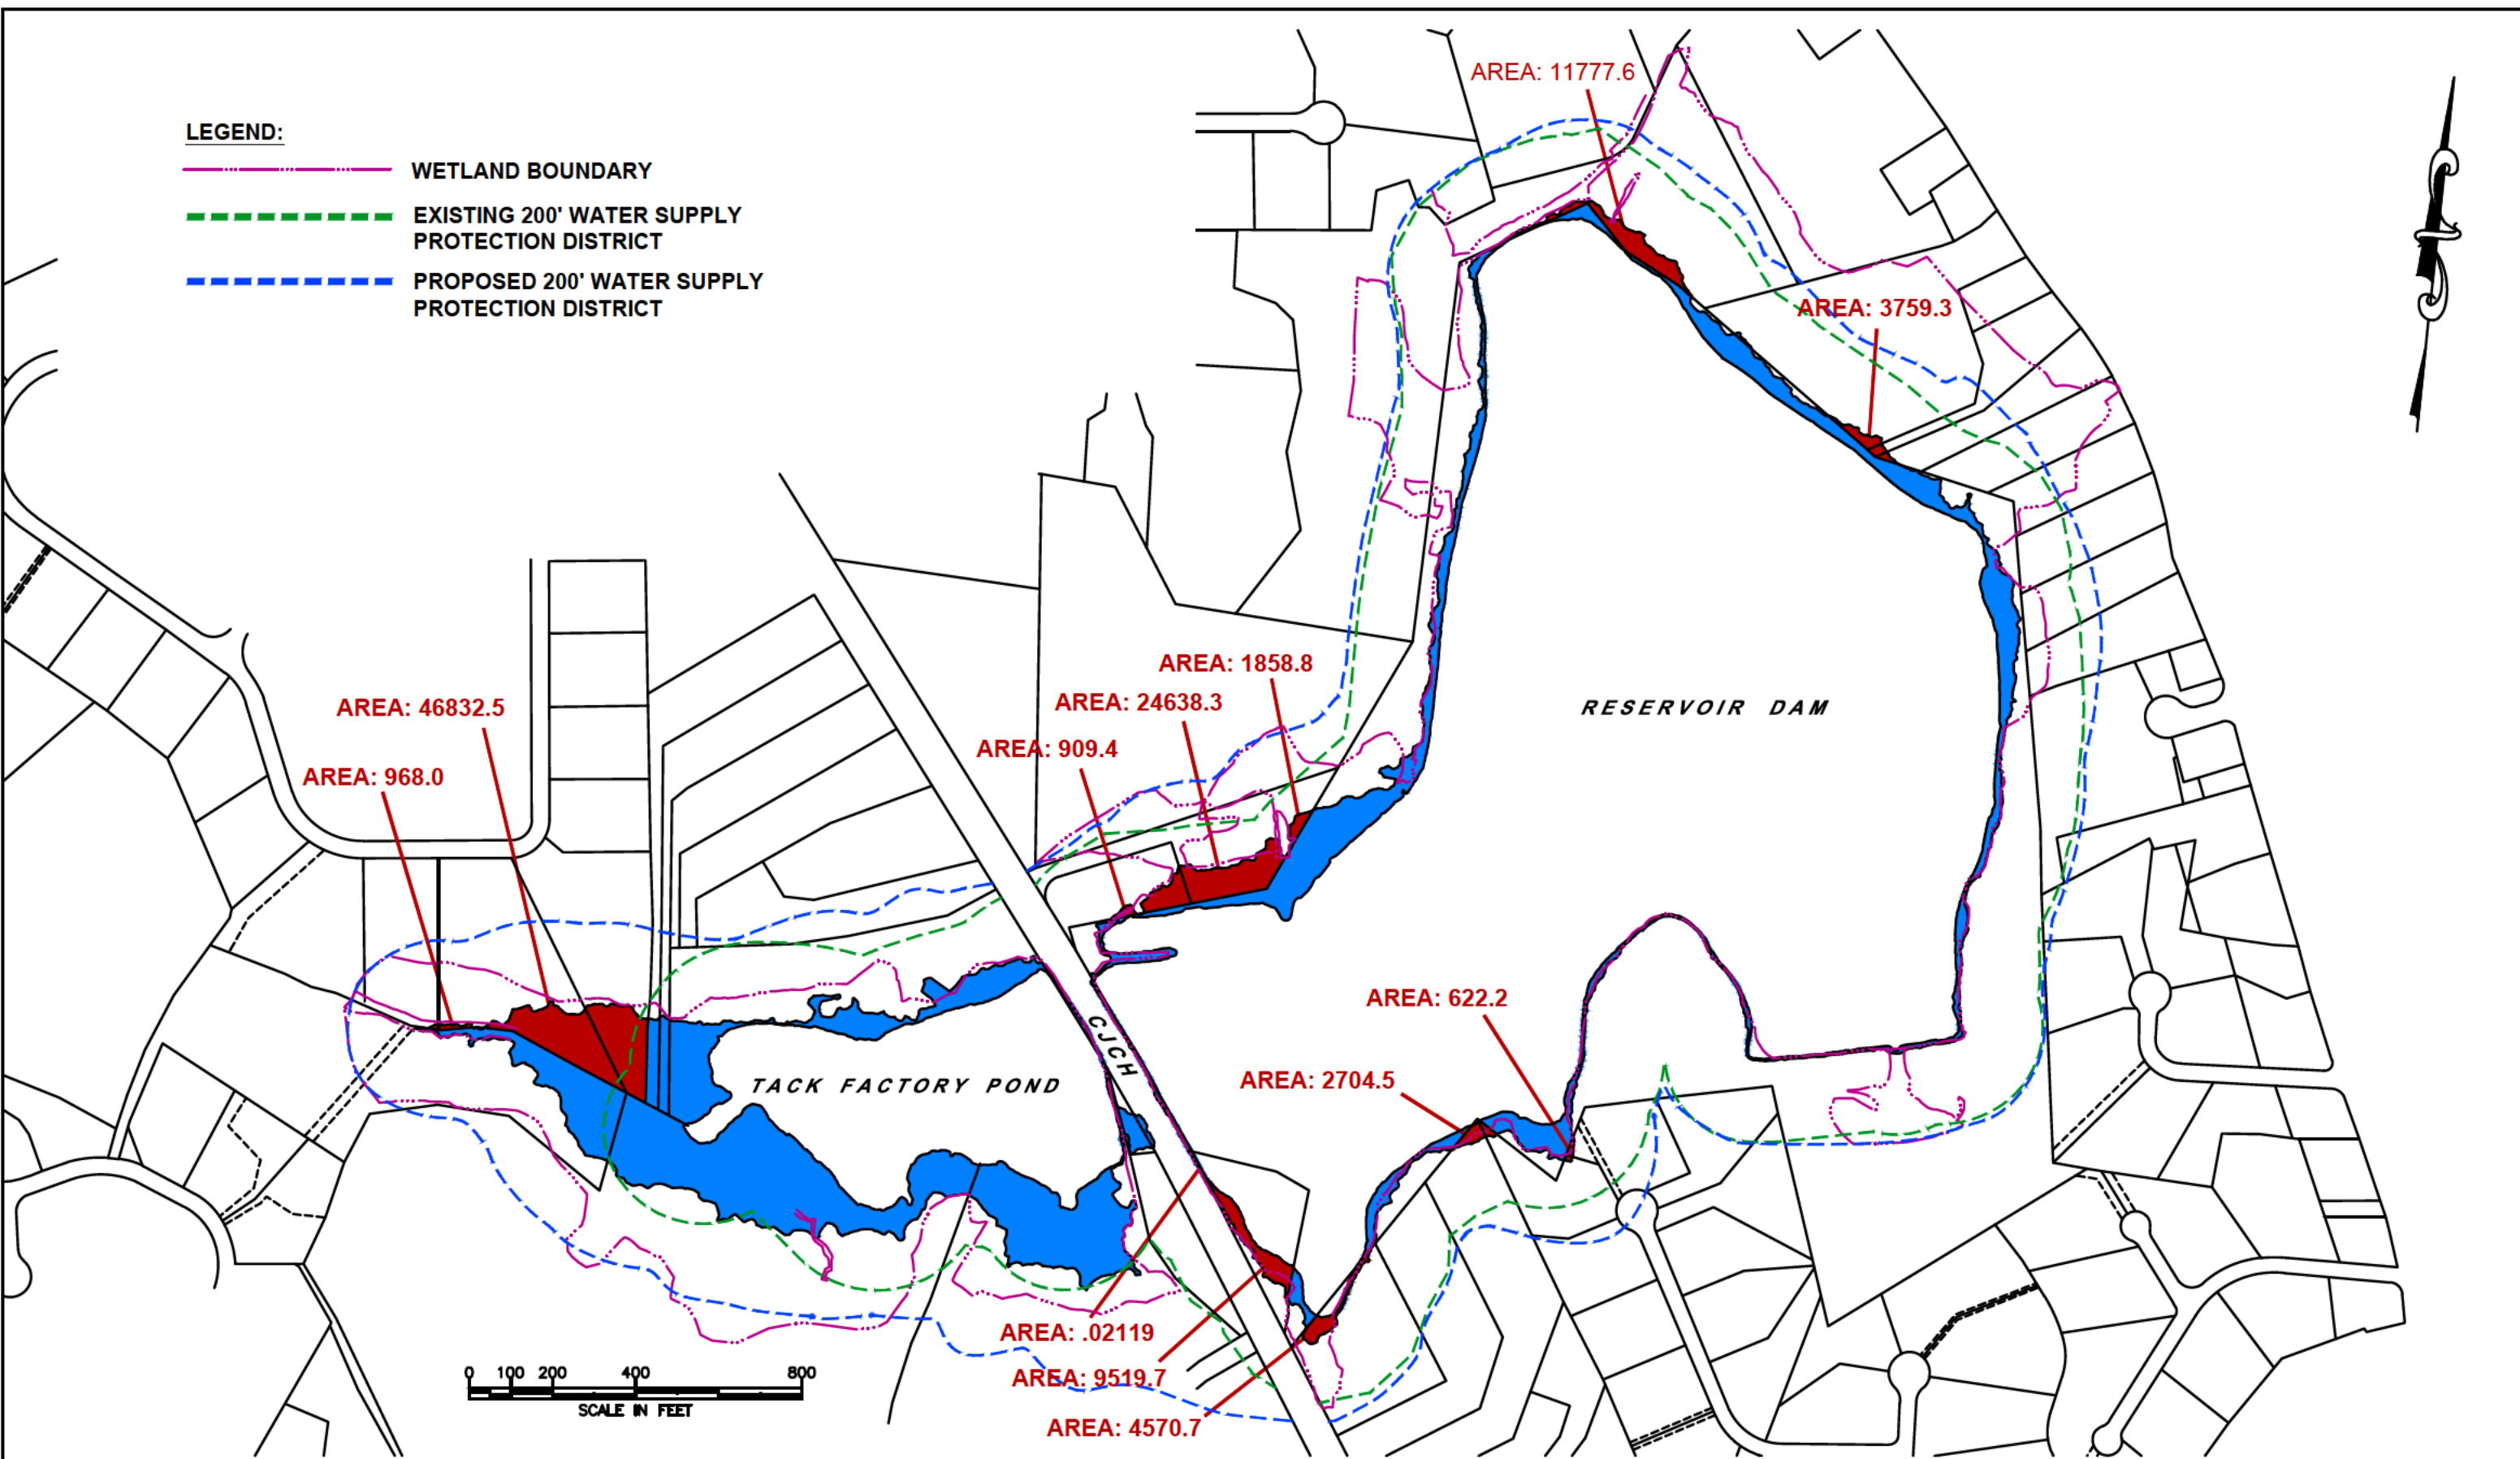 LEGEND:
WETLAND BOUNDARY
EXISTING 200' WATER SUPPLY
PROTECTION DISTRICT
PROPOSED 200' WATER SUPPLY
PROTECTION DISTRICT
AREA: 11777.6
AREA: 3759.3
AREA: 1858.8
AREA: 24638.3
AREA: 909.4
AREA: 46832.5
AREA: 968.0
RESERVOIR DAM
AREA: 622.2
AREA: 2704.5
CJCH
TACK FACTORY POND
AREA: .02119
AREA: 9519.7
AREA: 4570.7
0 100 200 400 800
SCALE IN FEET